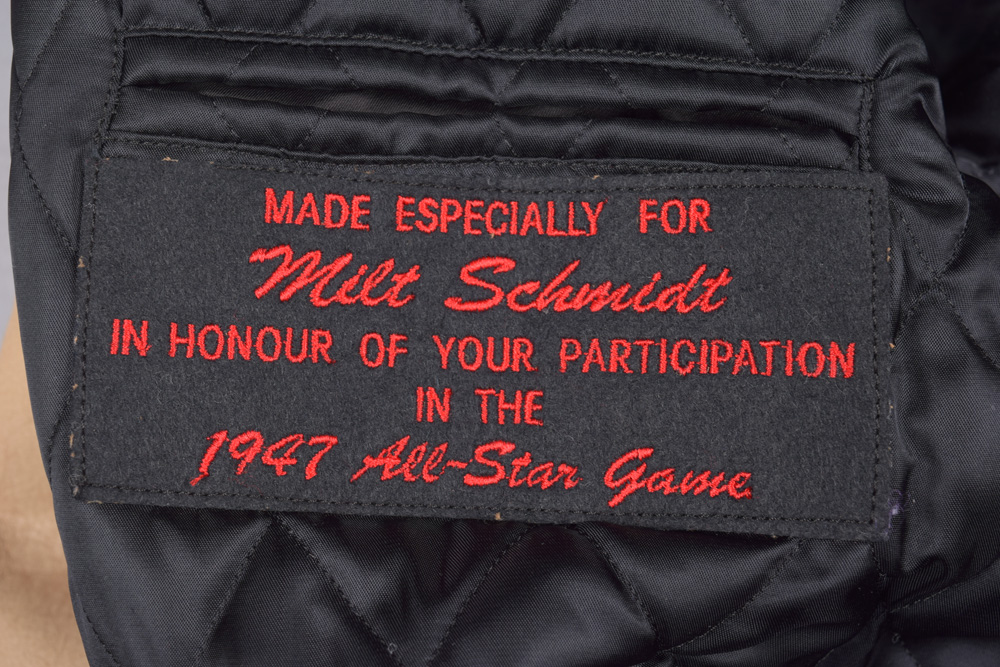 MADE ESPECIALLY FOR
Milt Schmidt
IN HONOUR OF YOUR PARTICIPATION
IN THE
1947 All-Star Game